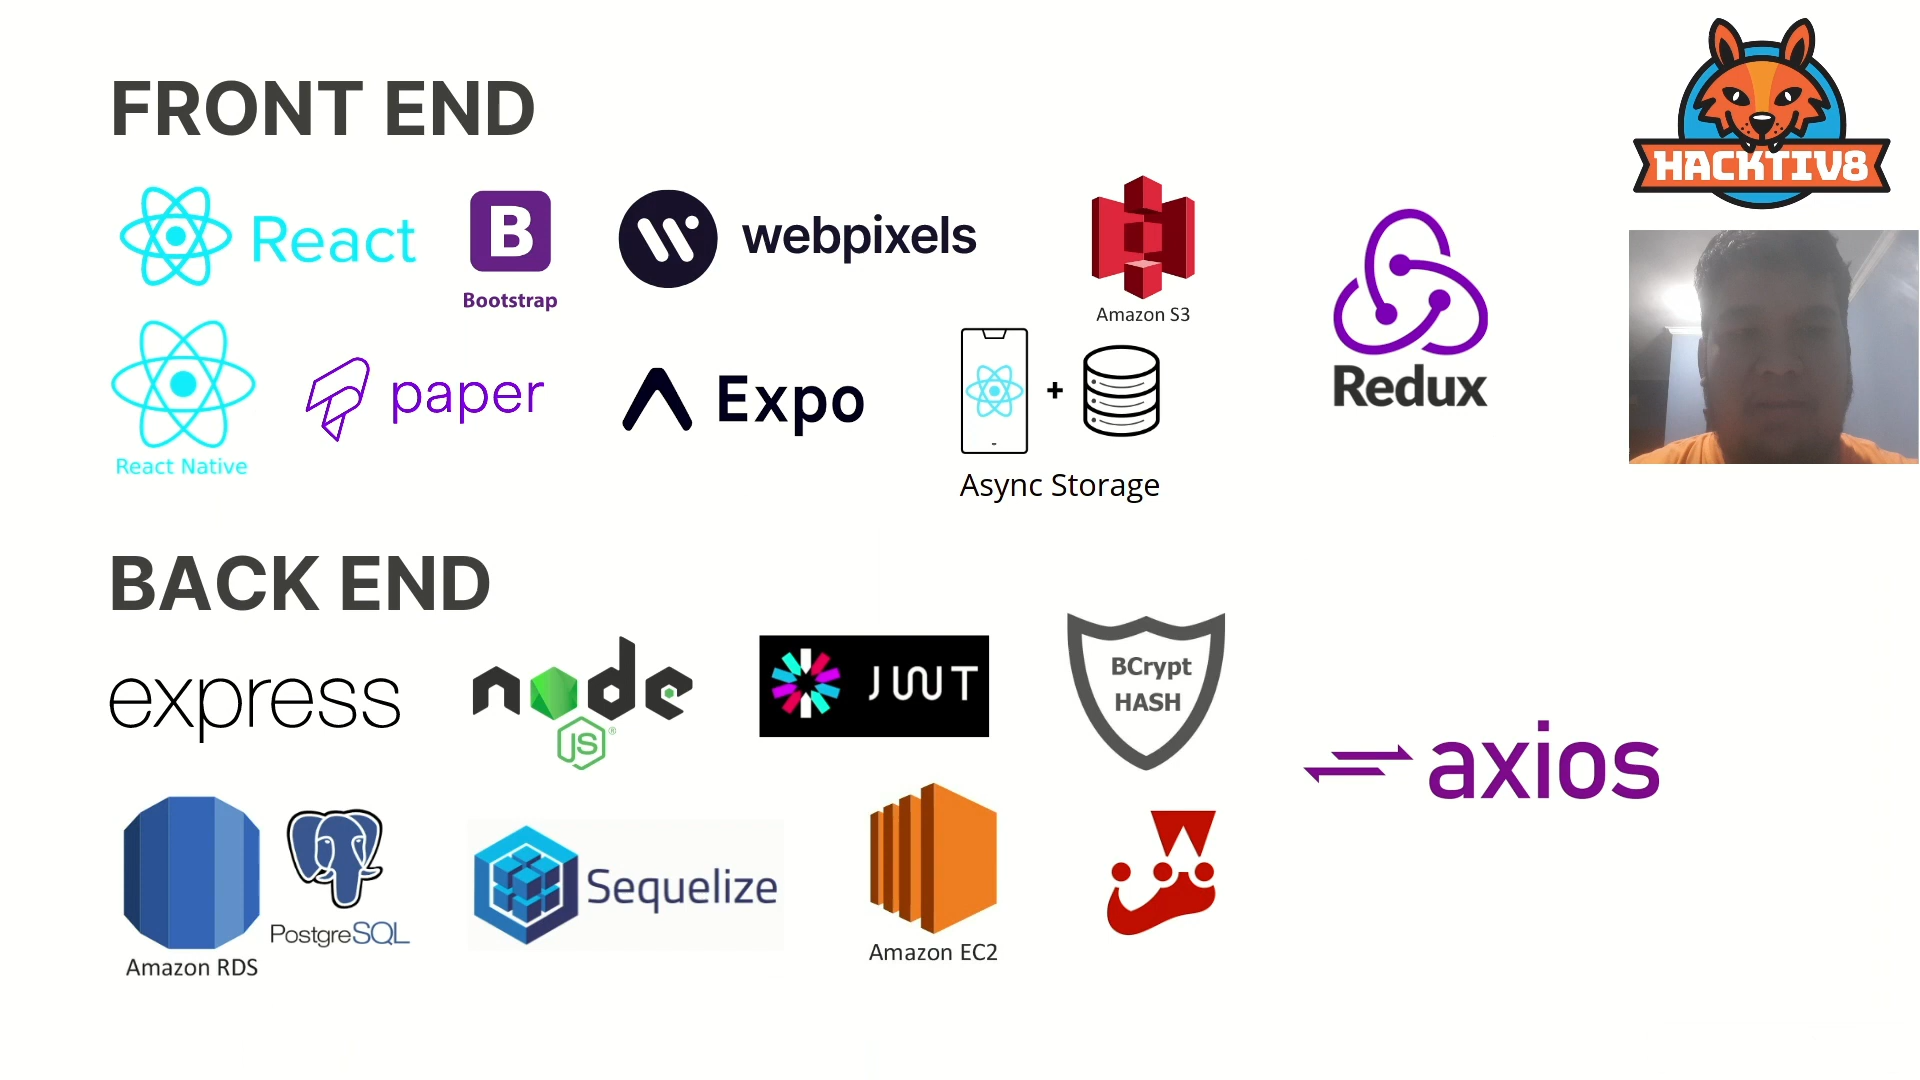 FRONT END
HACKTIV8
React
B
Bootstrap
webpixels
Amazon S3
Redux
React Native
paper
Expo
+
Async Storage
BACK END
express
node
JS®
JWT
BCrypt
HASH
axios
Amazon RDS
PostgreSQL
Sequelize
Amazon EC2